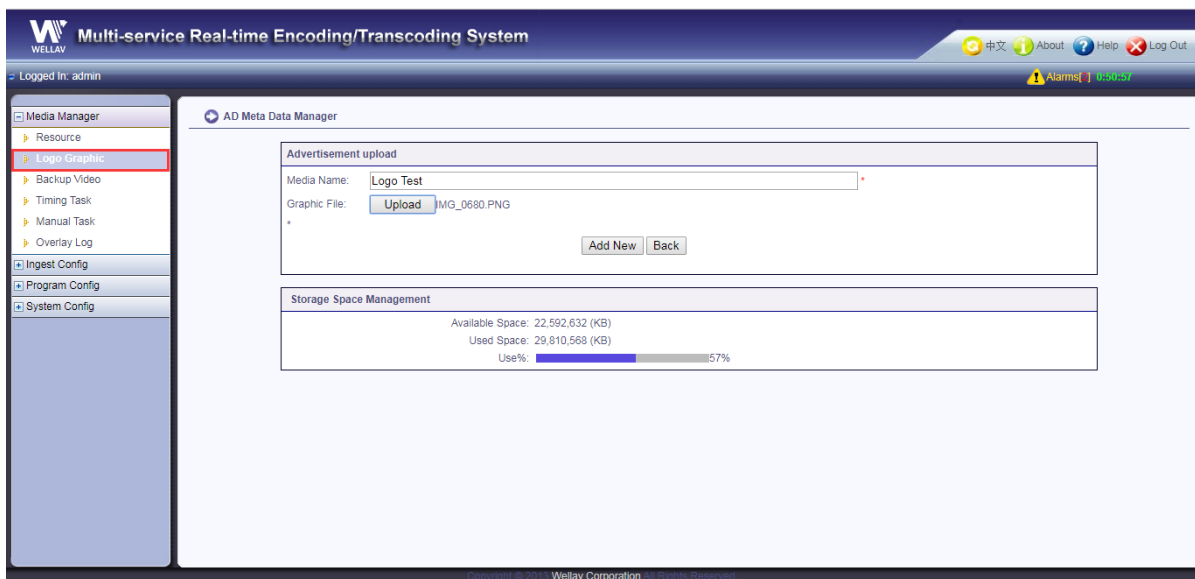 WELLAV
Multi-service Real-time Encoding/Transcoding System
中文 About Help Log Out
Logged In: admin
Alarms[ ] 0:50:57
Media Manager
Resource
Logo Graphic
Backup Video
Timing Task
Manual Task
Overlay Log
Ingest Config
Program Config
System Config
AD Meta Data Manager
Advertisement upload
Media Name: Logo Test *
Graphic File: Upload IMG_0680.PNG
*
Add New Back
Storage Space Management
Available Space: 22,592,632 (KB)
Used Space: 29,810,568 (KB)
Use%: 57%
Copyright © 2013 Wellav Corporation All Rights Reserved